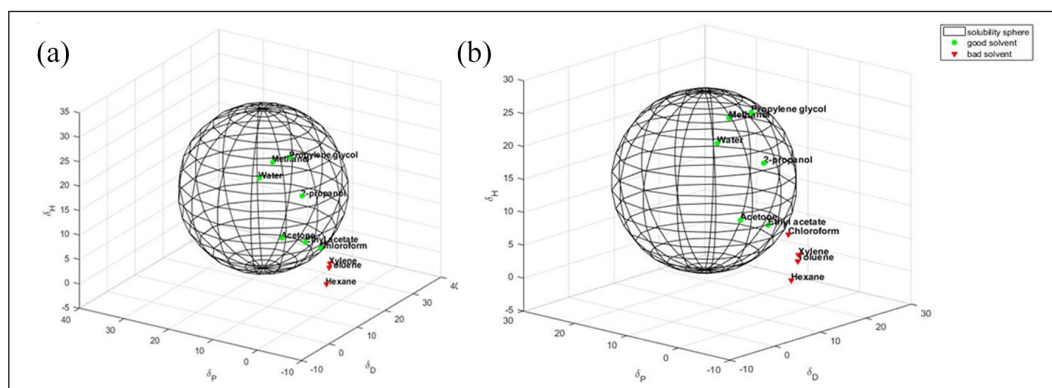 (a)
35
30
25
20
15
10
5
0
-5
δH
40
30
20
10
0
-10
δP
-10
0
10
20
30
40
δD
Propylene glycol
Methanol
Water
2-propanol
Acetone
Ethyl acetate
Chloroform
Xylene
Toluene
Hexane
(b)
30
25
20
15
10
5
0
-5
δH
30
20
10
0
-10
δP
-10
0
10
20
30
δD
Propylene glycol
Methanol
Water
2-propanol
Acetone
Ethyl acetate
Chloroform
Xylene
Toluene
Hexane
solubility sphere
good solvent
bad solvent